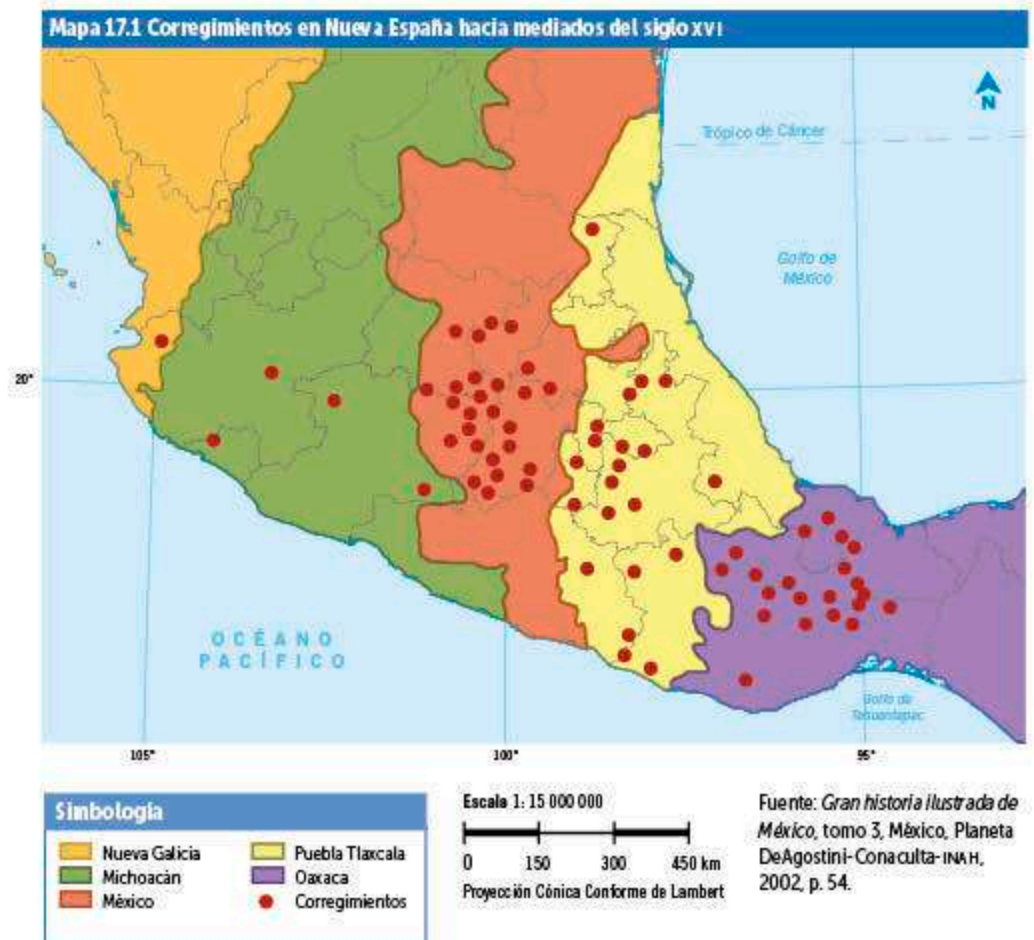 Mapa 17.1 Corregimientos en Nueva España hacia mediados del siglo XVI
N
Trópico de Cáncer
Golfo de
México
20°
OCÉANO
PACÍFICO
Golfo de
Tehuantepec
105°
100°
95°
Simbología
Nueva Galicia
Michoacán
México
Puebla Tlaxcala
Oaxaca
Corregimientos
Escala 1: 15 000 000
0 150 300 450 km
Proyección Cónica Conforme de Lambert
Fuente: Gran historia ilustrada de
México, tomo 3, México, Planeta
DeAgostini-Conaculta-INAH,
2002, p. 54.